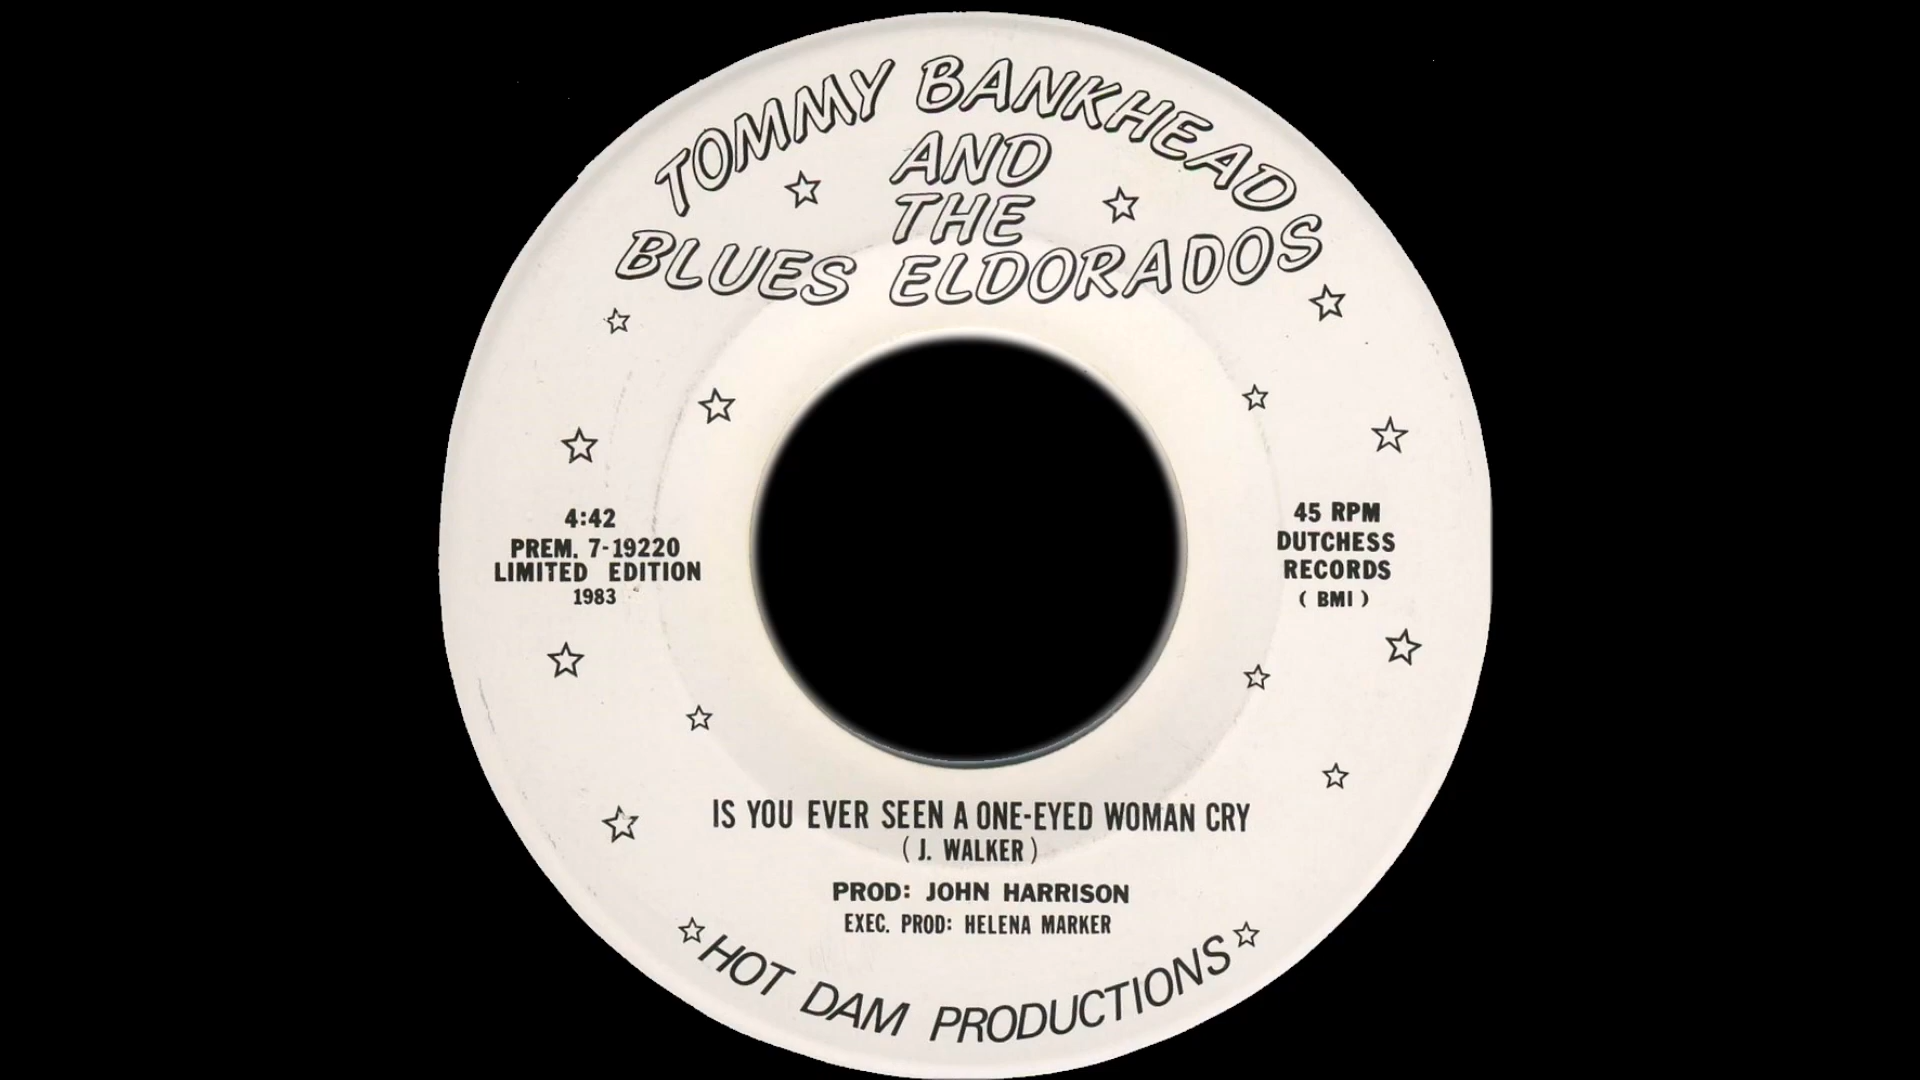 TOMMY BANKHEAD
AND
THE
BLUES ELDORADOS
4:42
PREM. 7-19220
LIMITED EDITION
1983
45 RPM
DUTCHESS
RECORDS
( BMI )
IS YOU EVER SEEN A ONE-EYED WOMAN CRY
( J. WALKER )
PROD: JOHN HARRISON
EXEC. PROD: HELENA MARKER
HOT DAM PRODUCTIONS